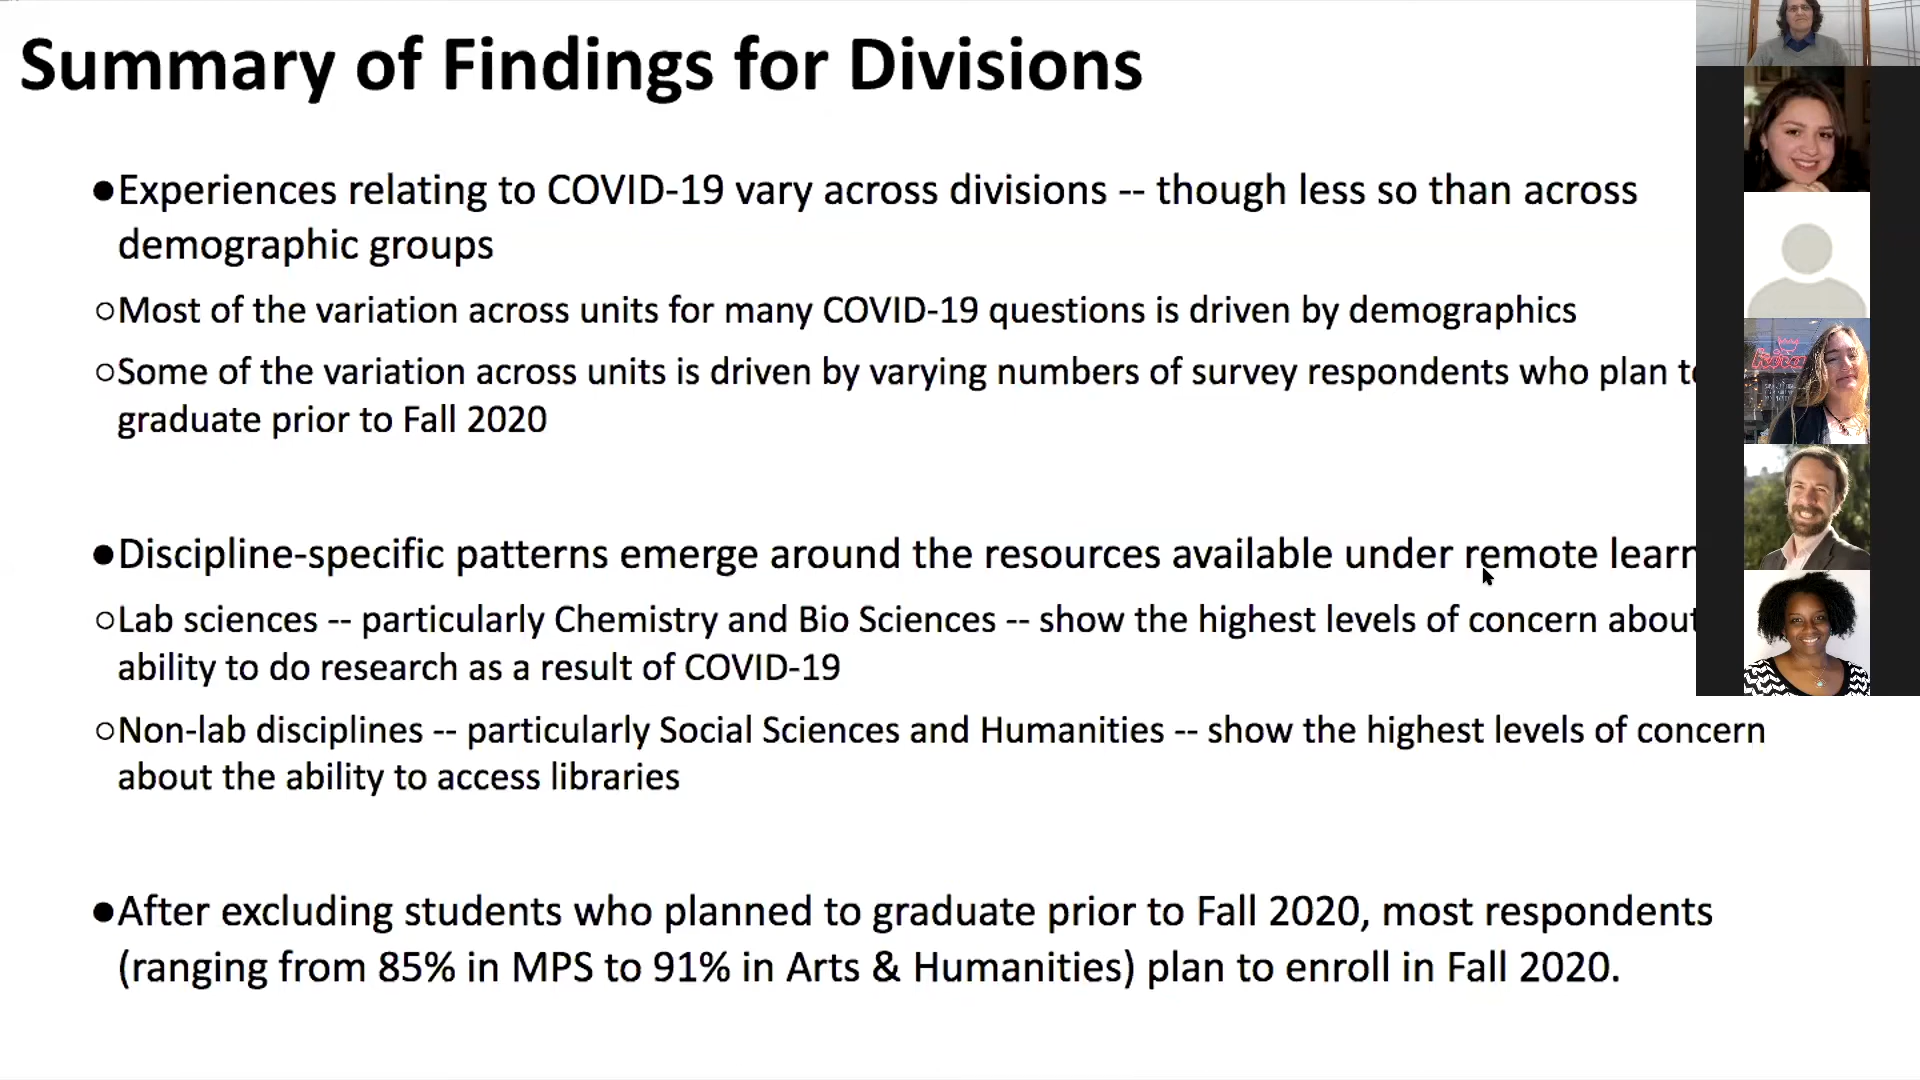 Summary of Findings for Divisions
●Experiences relating to COVID-19 vary across divisions -- though less so than across
demographic groups
○Most of the variation across units for many COVID-19 questions is driven by demographics
○Some of the variation across units is driven by varying numbers of survey respondents who plan
graduate prior to Fall 2020
●Discipline-specific patterns emerge around the resources available under remote learn
○Lab sciences -- particularly Chemistry and Bio Sciences -- show the highest levels of concern about
ability to do research as a result of COVID-19
○Non-lab disciplines -- particularly Social Sciences and Humanities -- show the highest levels of concern
about the ability to access libraries
●After excluding students who planned to graduate prior to Fall 2020, most respondents
(ranging from 85% in MPS to 91% in Arts & Humanities) plan to enroll in Fall 2020.